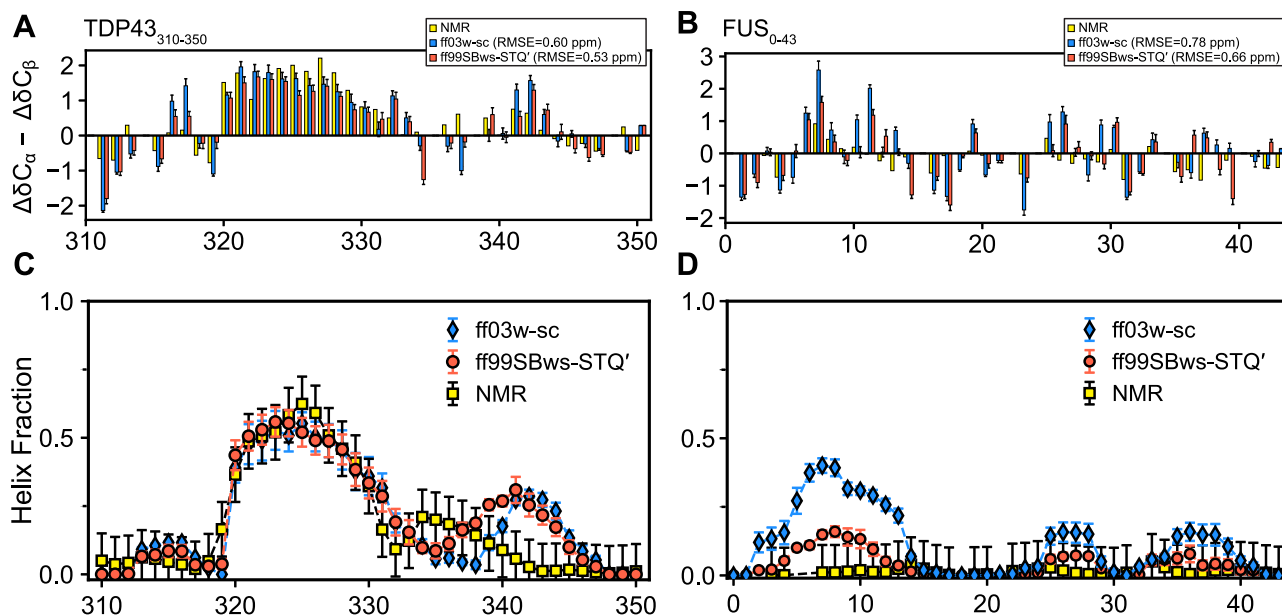 A
TDP43310-350
NMR
ff03w-sc (RMSE=0.60 ppm)
ff99SBws-STQ′ (RMSE=0.53 ppm)
ΔδCα − ΔδCβ
2
1
0
−1
−2
310 320 330 340 350
B
FUS0-43
NMR
ff03w-sc (RMSE=0.78 ppm)
ff99SBws-STQ′ (RMSE=0.66 ppm)
3
2
1
0
−1
−2
0 10 20 30 40
C
Helix Fraction
1.0
0.5
0.0
ff03w-sc
ff99SBws-STQ′
NMR
310 320 330 340 350
D
1.0
0.5
0.0
ff03w-sc
ff99SBws-STQ′
NMR
0 10 20 30 40